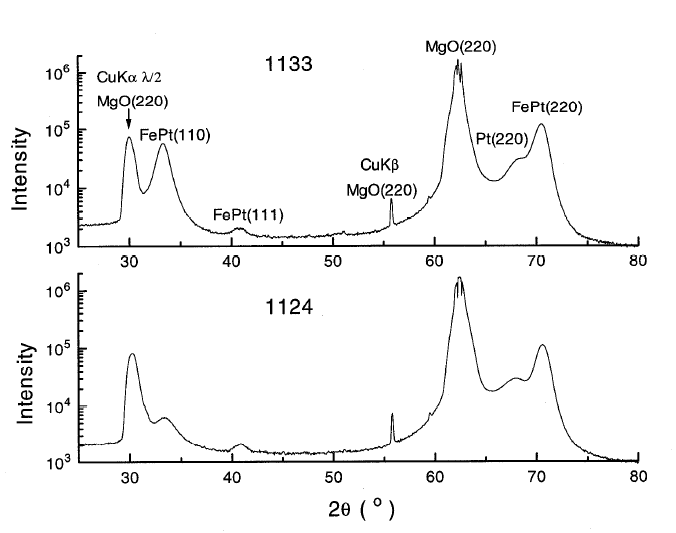 1133
MgO(220)
CuKα λ/2
MgO(220)
FePt(110)
FePt(111)
CuKβ
MgO(220)
Pt(220)
FePt(220)
Intensity
10⁶
10⁵
10⁴
10³
30 40 50 60 70 80
1124
Intensity
10⁶
10⁵
10⁴
10³
30 40 50 60 70 80
2θ ( ° )